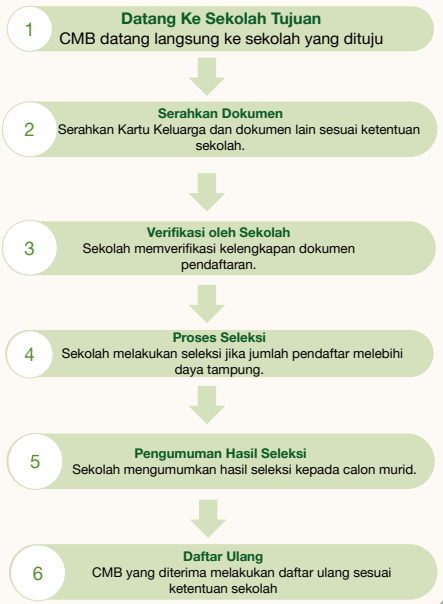 1
Datang Ke Sekolah Tujuan
CMB datang langsung ke sekolah yang dituju
2
Serahkan Dokumen
Serahkan Kartu Keluarga dan dokumen lain sesuai ketentuan
sekolah.
3
Verifikasi oleh Sekolah
Sekolah memverifikasi kelengkapan dokumen
pendaftaran.
4
Proses Seleksi
Sekolah melakukan seleksi jika jumlah pendaftar melebihi
daya tampung.
5
Pengumuman Hasil Seleksi
Sekolah mengumumkan hasil seleksi kepada calon murid.
6
Daftar Ulang
CMB yang diterima melakukan daftar ulang sesuai
ketentuan sekolah